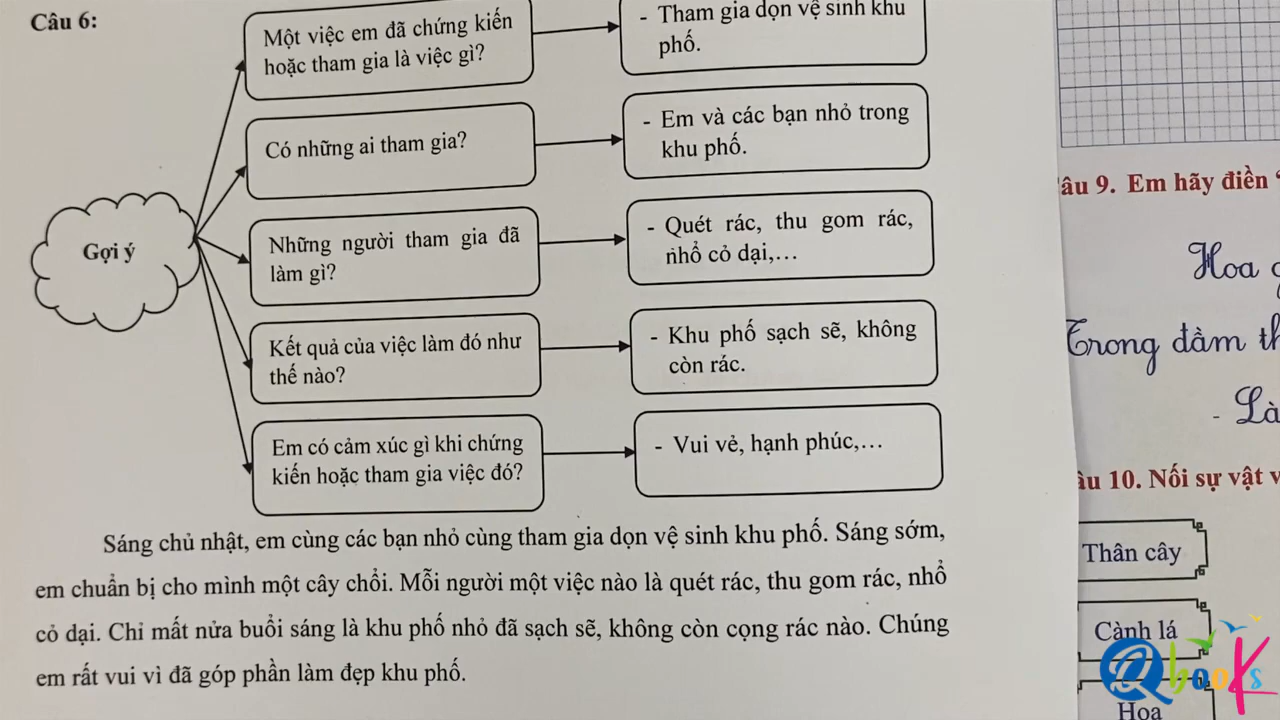 Câu 6:
Một việc em đã chứng kiến
hoặc tham gia là việc gì?
- Tham gia dọn vệ sinh khu
phố.
Có những ai tham gia?
- Em và các bạn nhỏ trong
khu phố.
Gợi ý
Những người tham gia đã
làm gì?
- Quét rác, thu gom rác,
nhổ cỏ dại,...
Kết quả của việc làm đó như
thế nào?
- Khu phố sạch sẽ, không
còn rác.
Em có cảm xúc gì khi chứng
kiến hoặc tham gia việc đó?
- Vui vẻ, hạnh phúc,...
Sáng chủ nhật, em cùng các bạn nhỏ cùng tham gia dọn vệ sinh khu phố. Sáng sớm,
em chuẩn bị cho mình một cây chổi. Mỗi người một việc nào là quét rác, thu gom rác, nhổ
cỏ dại. Chỉ mất nửa buổi sáng là khu phố nhỏ đã sạch sẽ, không còn cọng rác nào. Chúng
em rất vui vì đã góp phần làm đẹp khu phố.
âu 9. Em hãy điền
Hoa
Trong đầm
- Là
âu 10. Nối sự vật
Thân cây
Cành lá
Hoa
Qbooks